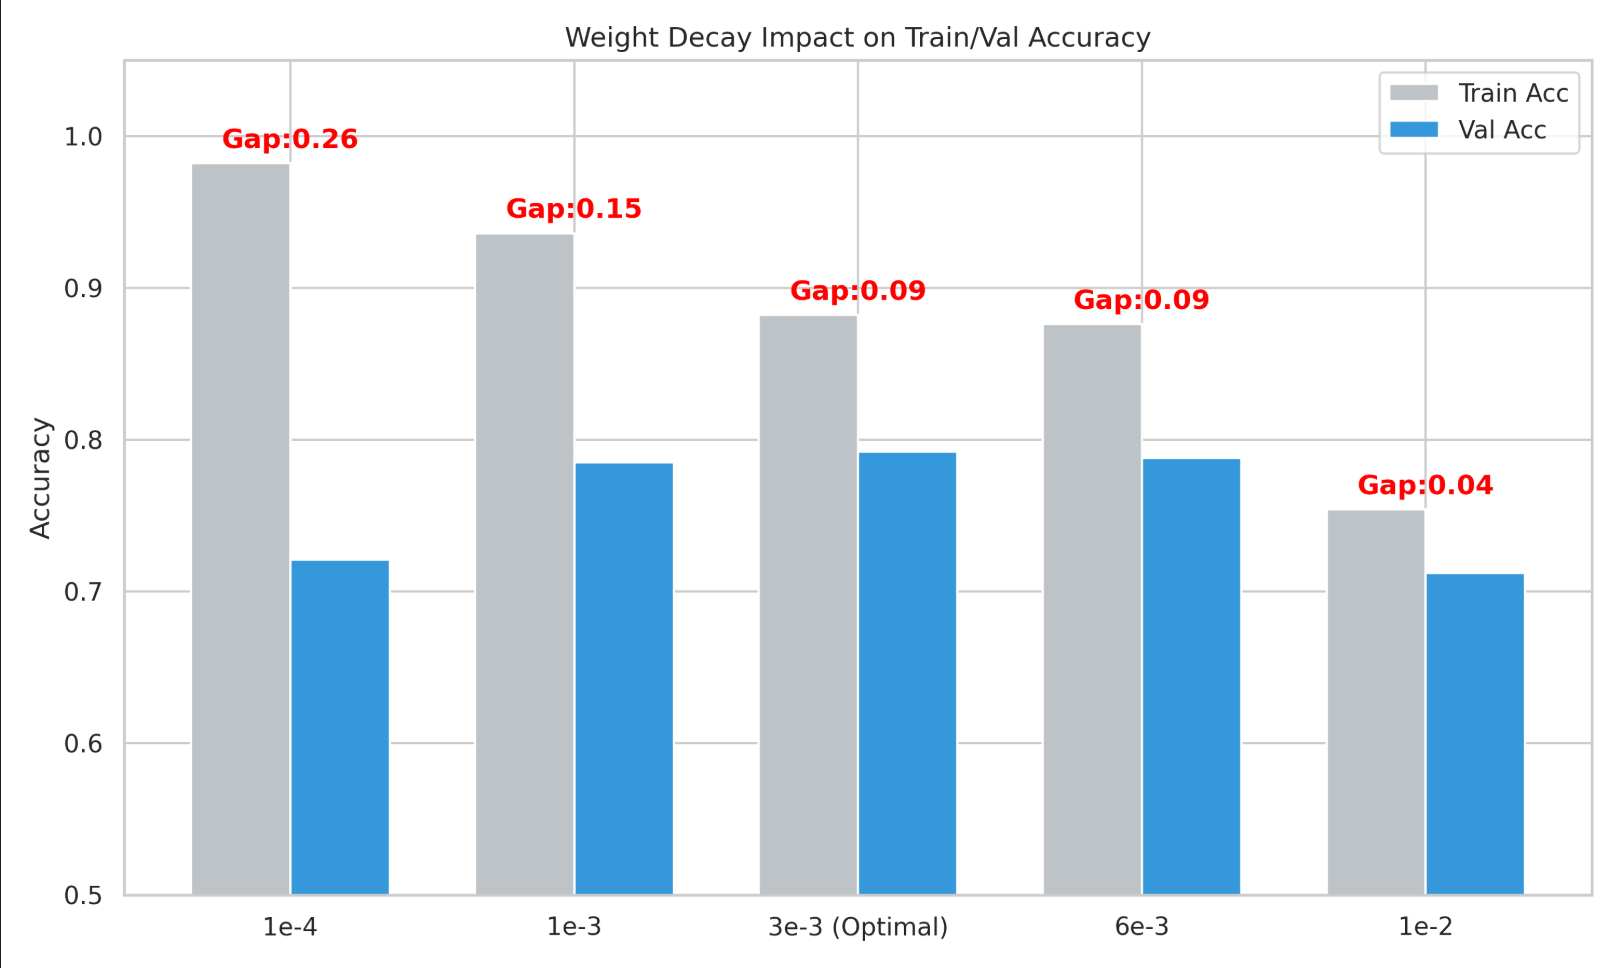 Weight Decay Impact on Train/Val Accuracy
Train Acc
Val Acc
Gap:0.26
Gap:0.15
Gap:0.09
Gap:0.09
Gap:0.04
Accuracy
1.0
0.9
0.8
0.7
0.6
0.5
1e-4
1e-3
3e-3 (Optimal)
6e-3
1e-2